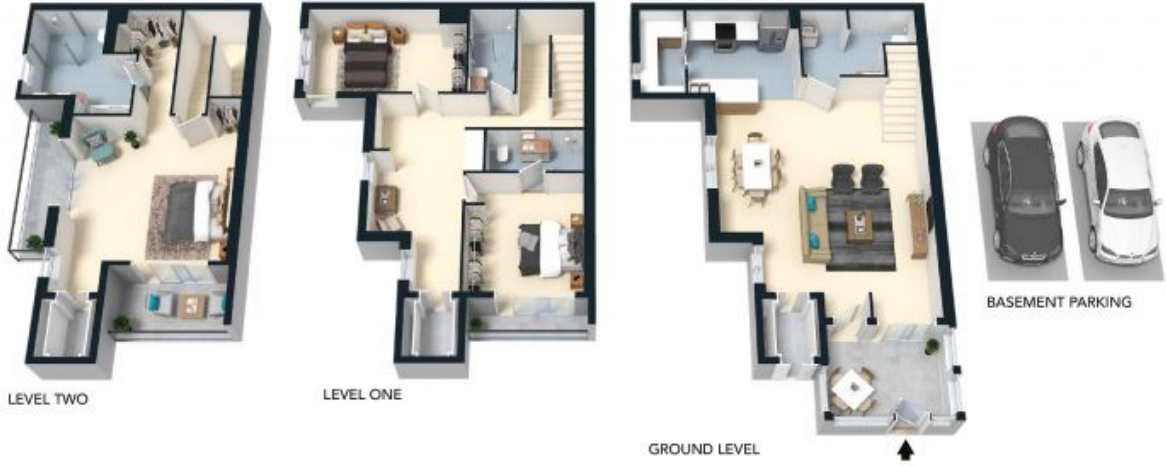 LEVEL TWO
LEVEL ONE
GROUND LEVEL
BASEMENT PARKING